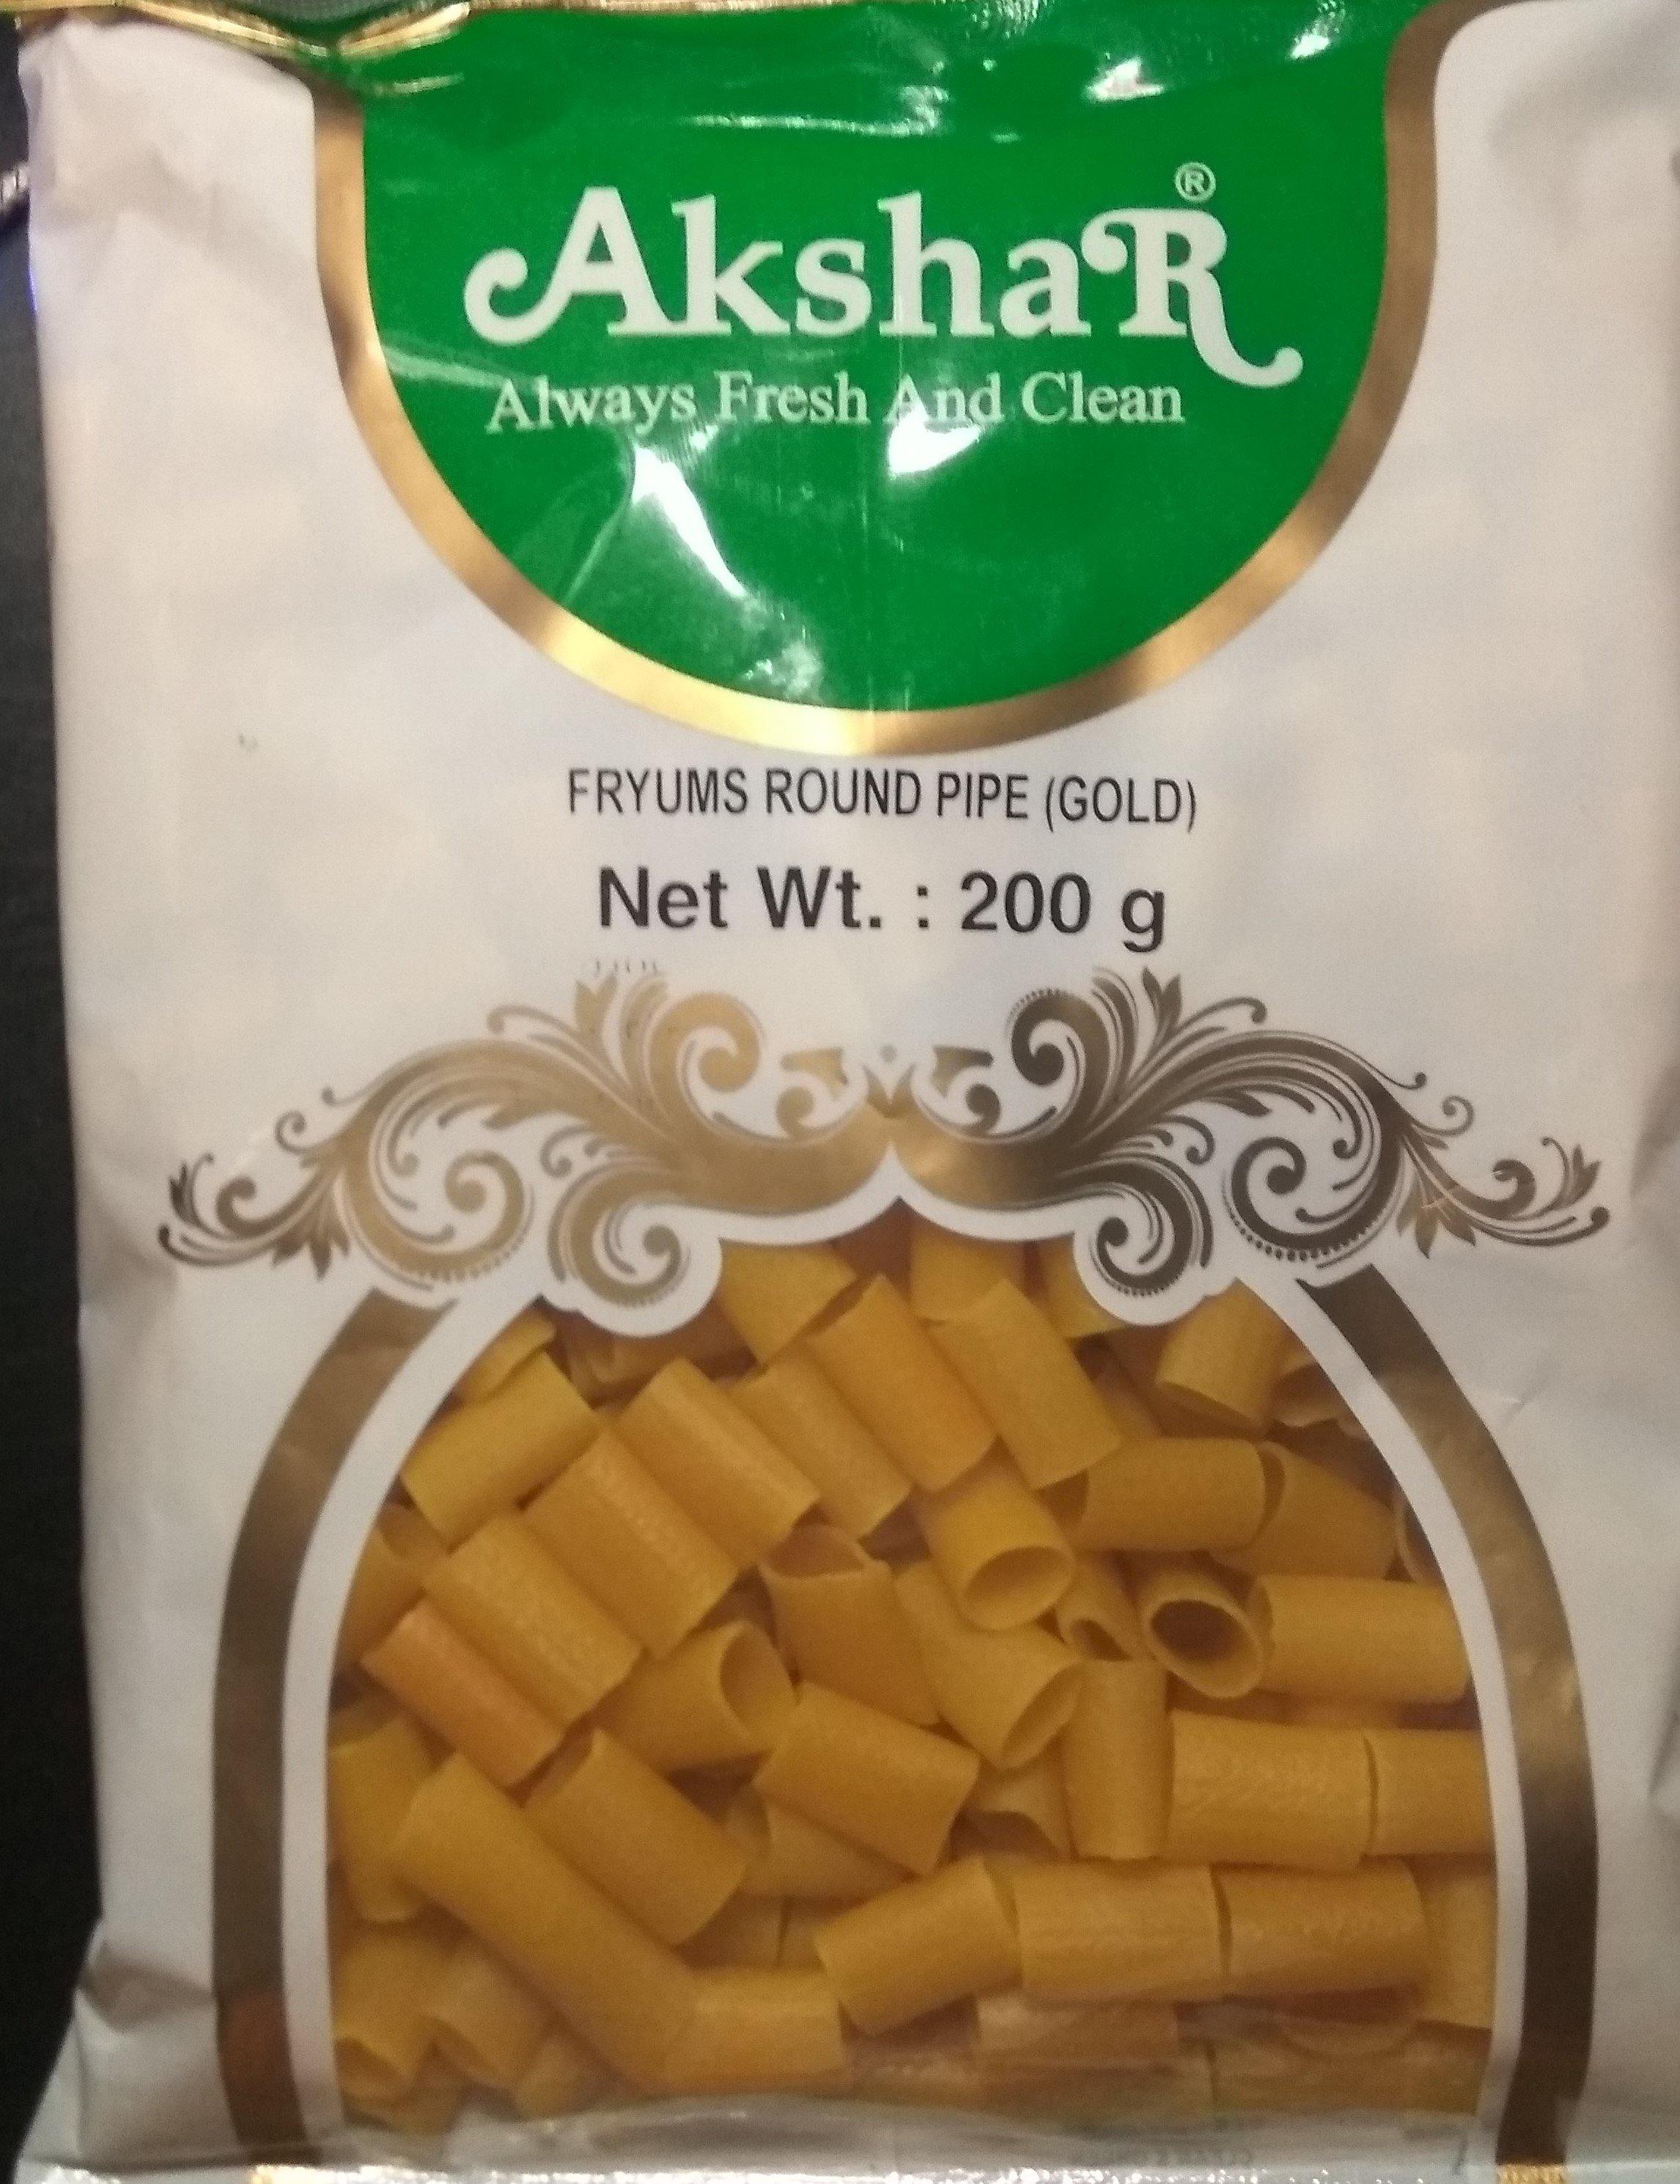 AkshaR®
Always Fresh And Clean
FRYUMS ROUND PIPE (GOLD)
Net Wt. : 200 g